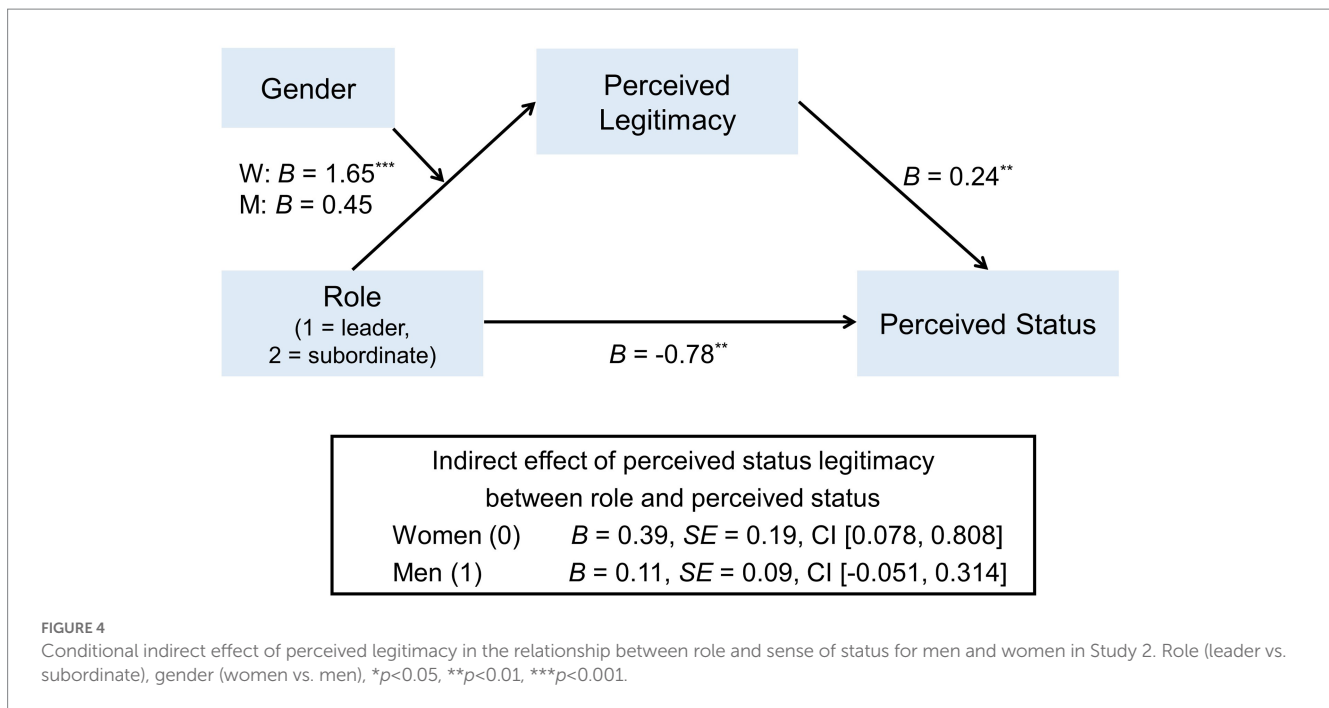 Gender
Perceived
Legitimacy
W: B = 1.65***
M: B = 0.45
B = 0.24**
Role
(1 = leader,
2 = subordinate)
Perceived Status
B = -0.78**
Indirect effect of perceived status legitimacy
between role and perceived status
Women (0) B = 0.39, SE = 0.19, CI [0.078, 0.808]
Men (1) B = 0.11, SE = 0.09, CI [-0.051, 0.314]
FIGURE 4
Conditional indirect effect of perceived legitimacy in the relationship between role and sense of status for men and women in Study 2. Role (leader vs.
subordinate), gender (women vs. men), *p<0.05, **p<0.01, ***p<0.001.